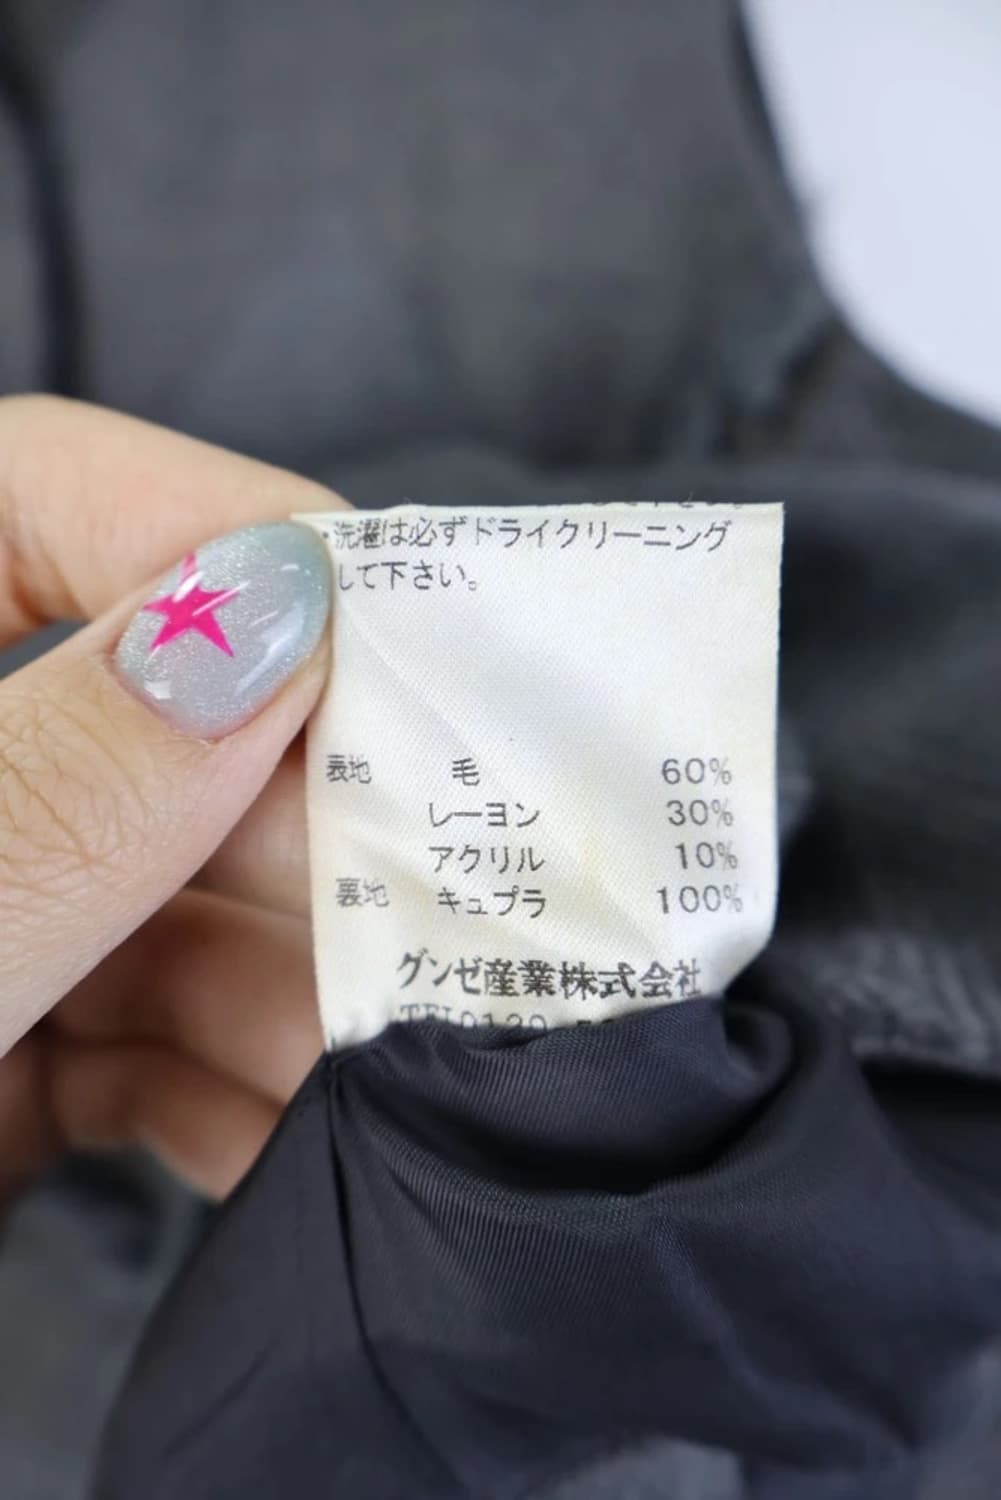 ・洗濯は必ずドライクリーニング
して下さい。
表地 毛 60%
レーヨン 30%
アクリル 10%
裏地 キュプラ 100%
グンゼ産業株式会社
TEL0120